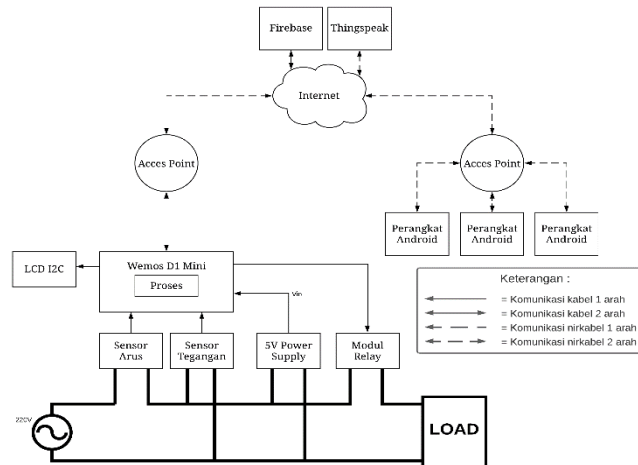 Firebase
Thingspeak
Internet
Acces Point
Acces Point
Perangkat
Android
Perangkat
Android
Perangkat
Android
LCD I2C
Wemos D1 Mini
Proses
Vin
Sensor
Arus
Sensor
Tegangan
5V Power
Supply
Modul
Relay
Keterangan :
= Komunikasi kabel 1 arah
= Komunikasi kabel 2 arah
= Komunikasi nirkabel 1 arah
= Komunikasi nirkabel 2 arah
220V
LOAD